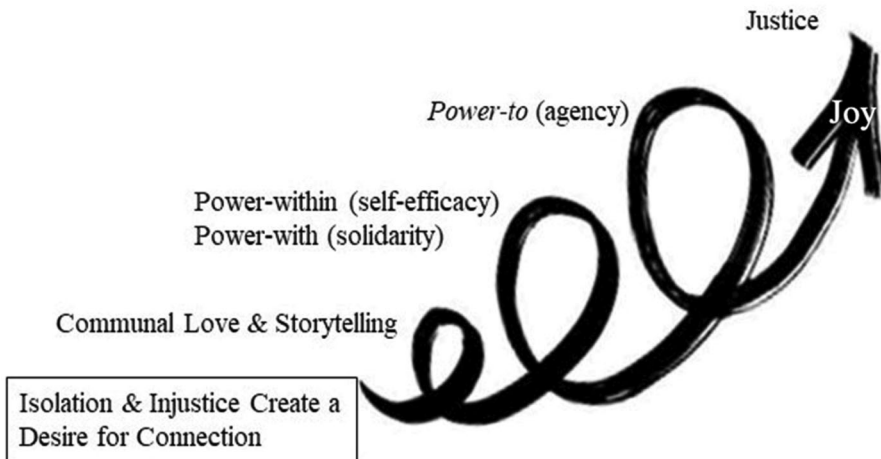 Justice
Joy
Power-to (agency)
Power-within (self-efficacy)
Power-with (solidarity)
Communal Love & Storytelling
Isolation & Injustice Create a
Desire for Connection